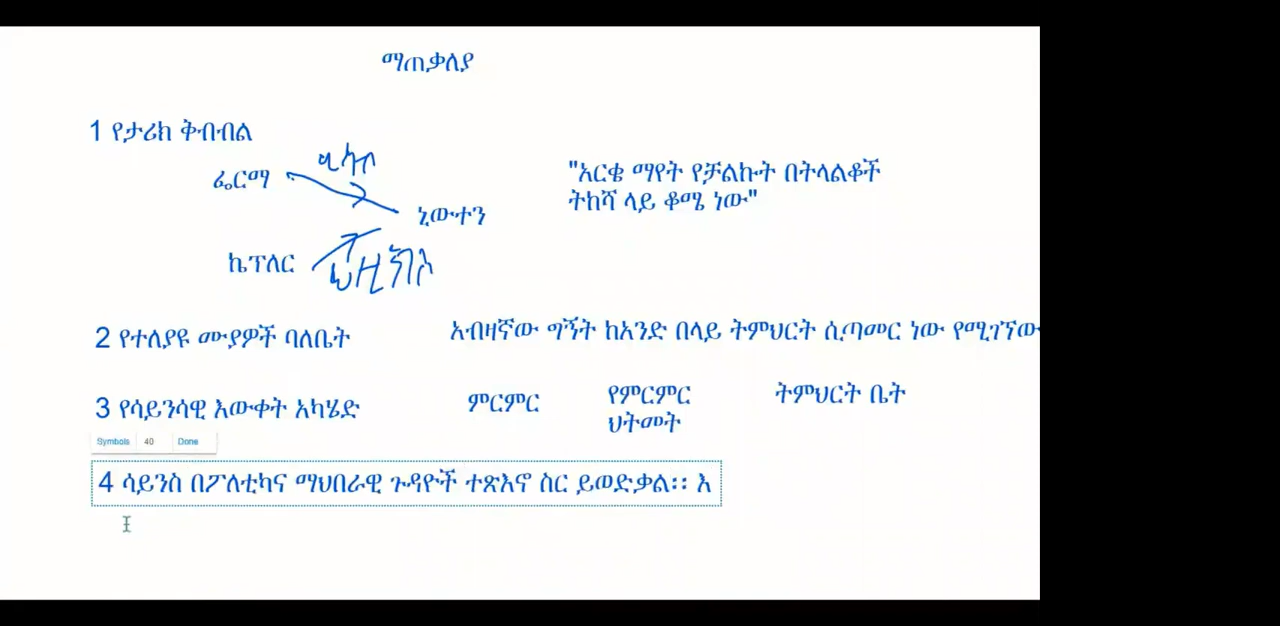 ማጠቃለያ
1 የታሪክ ቅብብል
ፌርማ
"አርቄ ማየት የቻልኩት በትላልቆች
ትከሻ ላይ ቆሜ ነው"
ኒውተን
ኬፕለር
ፊዚክስ
2 የተለያዩ ሙያዎች ባለቤት
አብዛኛው ግኝት ከአንድ በላይ ትምህርት ሲጣመር ነው የሚገኘው
3 የሳይንሳዊ እውቀት አካሄድ
ምርምር
የምርምር
ህትመት
ትምህርት ቤት
Symbols 40 Done
4 ሳይንስ በፖለቲካና ማህበራዊ ጉዳዮች ተጽእኖ ስር ይወድቃል፡፡ እ